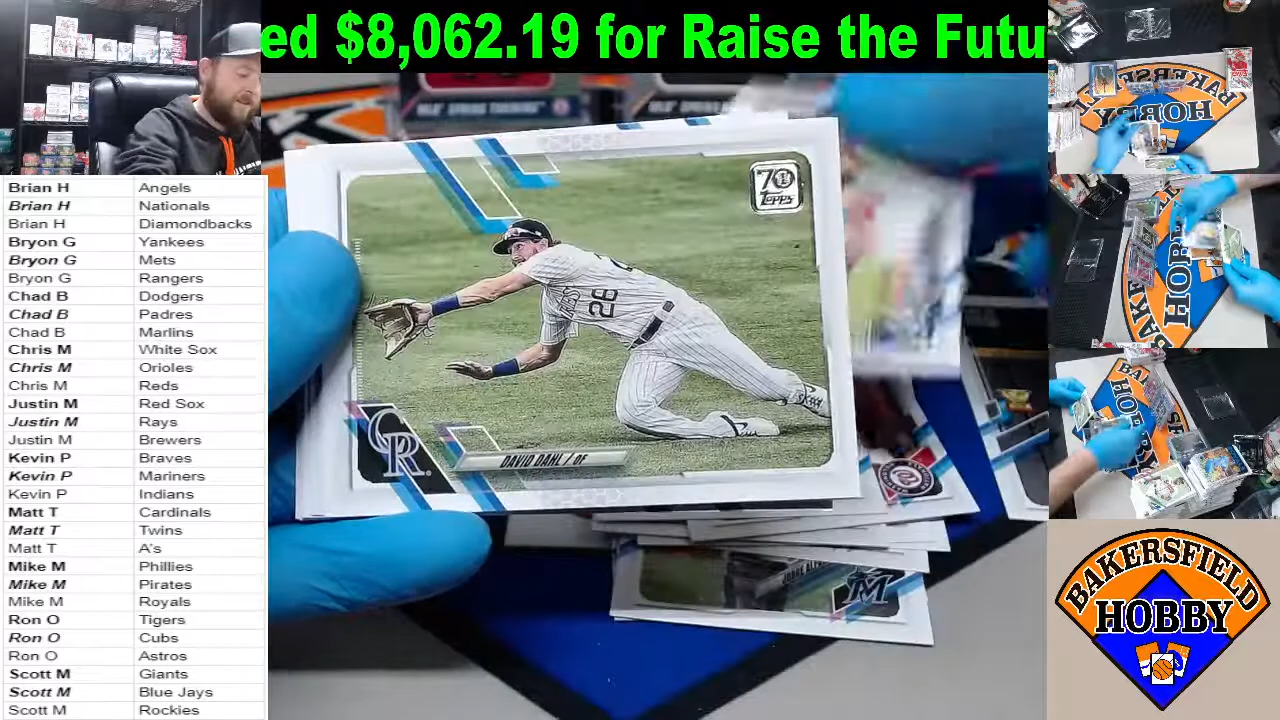 ed $8,062.19 for Raise the Futu
Brian H Angels
Brian H Nationals
Brian H Diamondbacks
Bryon G Yankees
Bryon G Mets
Bryon G Rangers
Chad B Dodgers
Chad B Padres
Chad B Marlins
Chris M White Sox
Chris M Orioles
Chris M Reds
Justin M Red Sox
Justin M Rays
Justin M Brewers
Kevin P Braves
Kevin P Mariners
Kevin P Indians
Matt T Cardinals
Matt T Twins
Matt T A's
Mike M Phillies
Mike M Pirates
Mike M Royals
Ron O Tigers
Ron O Cubs
Ron O Astros
Scott M Giants
Scott M Blue Jays
Scott M Rockies
70
TOPPS
28
CR
DAVID DAHL / OF
M
BAKERSFIELD
HOBBY
BAKERSFIELD
HOBBY